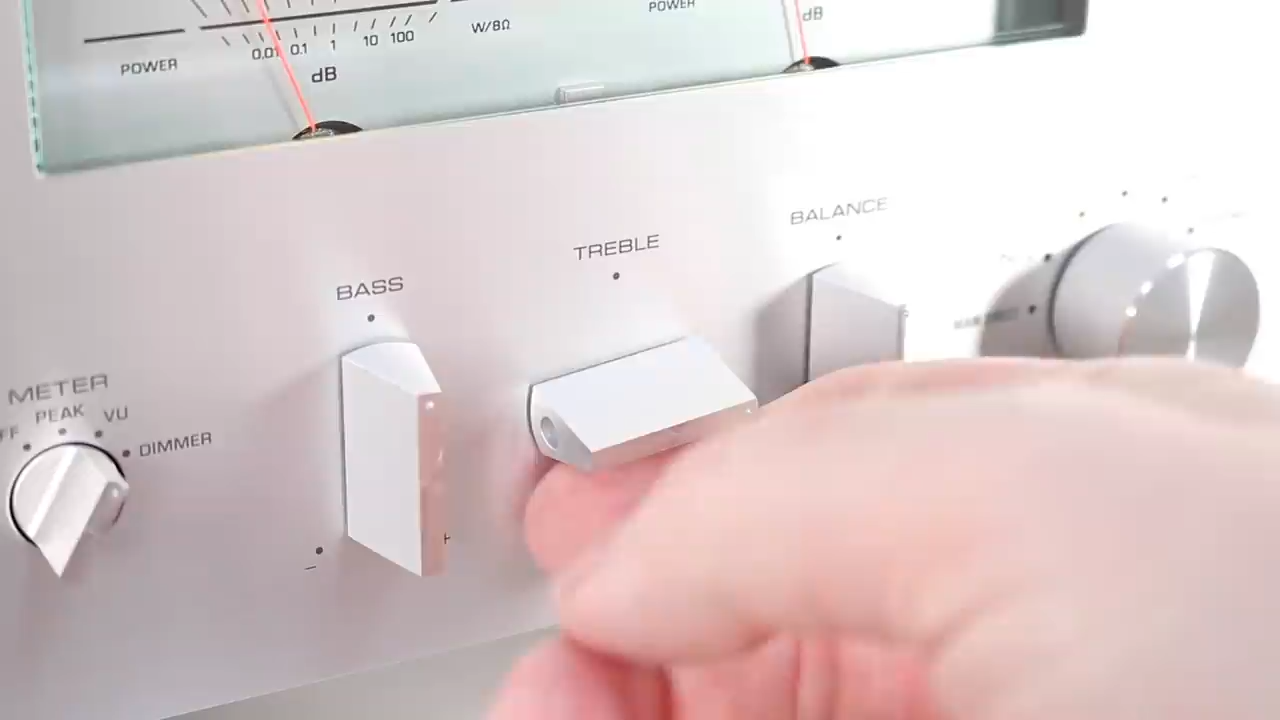 POWER
0.01 0.1 1 10 100
dB
W/8Ω
POWER
dB
BASS
TREBLE
BALANCE
METER
PEAK VU
DIMMER
– +